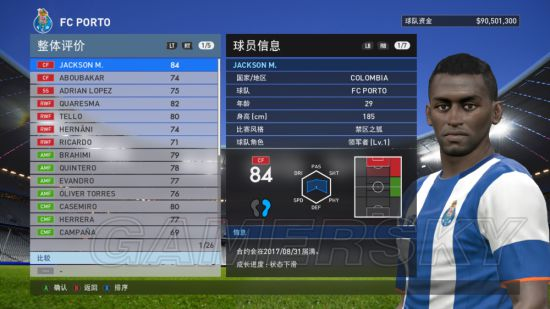 FC PORTO
球队资金 $90,501,300
整体评价 LT RT 1/5
CF JACKSON M. 84
CF ABOUBAKAR 74
SS ADRIAN LOPEZ 75
RWF QUARESMA 82
RWF TELLO 80
RWF HERNÂNI 74
RWF RICARDO 71
AMF BRAHIMI 79
AMF QUINTERO 78
AMF EVANDRO 77
AMF OLIVER TORRES 76
CMF CASEMIRO 80
CMF HERRERA 77
CMF CAMPAÑA 69
1/26
比较
-
球员信息 LB RB 1/7
JACKSON M.
国家/地区 COLOMBIA
球队 FC PORTO
年龄 29
身高 [cm] 185
比赛风格 禁区之狐
球队角色 领军者 [Lv.1]
CF
84
PAS
DRI SHT
SPD PHY
DEF
信息
合约会在2017/08/31届满。
成长进度:状态下滑
GAMERSKY
A 确认 B 返回 X 排序